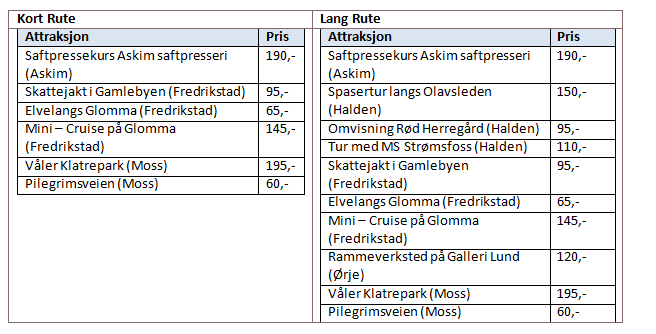 Kort Rute
Attraksjon Pris
Saftpressekurs Askim saftpresseri 190,-
(Askim)
Skattejakt i Gamlebyen (Fredrikstad) 95,-
Elvelangs Glomma (Fredrikstad) 65,-
Mini – Cruise på Glomma 145,-
(Fredrikstad)
Våler Klatrepark (Moss) 195,-
Pilegrimsveien (Moss) 60,-
Lang Rute
Attraksjon Pris
Saftpressekurs Askim saftpresseri 190,-
(Askim)
Spasertur langs Olavsleden 150,-
(Halden)
Omvisning Rød Herregård (Halden) 95,-
Tur med MS Strømsfoss (Halden) 110,-
Skattejakt i Gamlebyen 95,-
(Fredrikstad)
Elvelangs Glomma (Fredrikstad) 65,-
Mini – Cruise på Glomma 145,-
(Fredrikstad)
Rammeverksted på Galleri Lund 120,-
(Ørje)
Våler Klatrepark (Moss) 195,-
Pilegrimsveien (Moss) 60,-